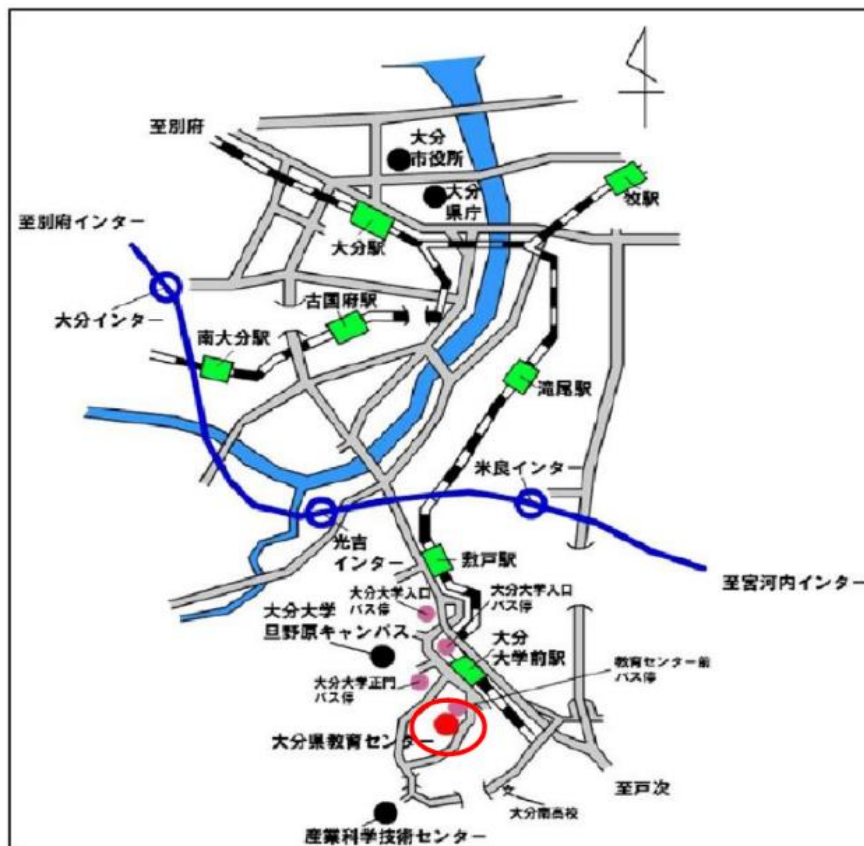 至別府
大分
市役所
大分
県庁
牧駅
至別府インター
大分駅
大分インター
古国府駅
南大分駅
滝尾駅
米良インター
光吉
インター
敷戸駅
至宮河内インター
大分大学入口
バス停
大分大学入口
バス停
大分大学
旦野原キャンパス
大分
大学前駅
教育センター前
バス停
大分大学正門
バス停
大分県教育センター
至戸次
大分南高校
産業科学技術センター